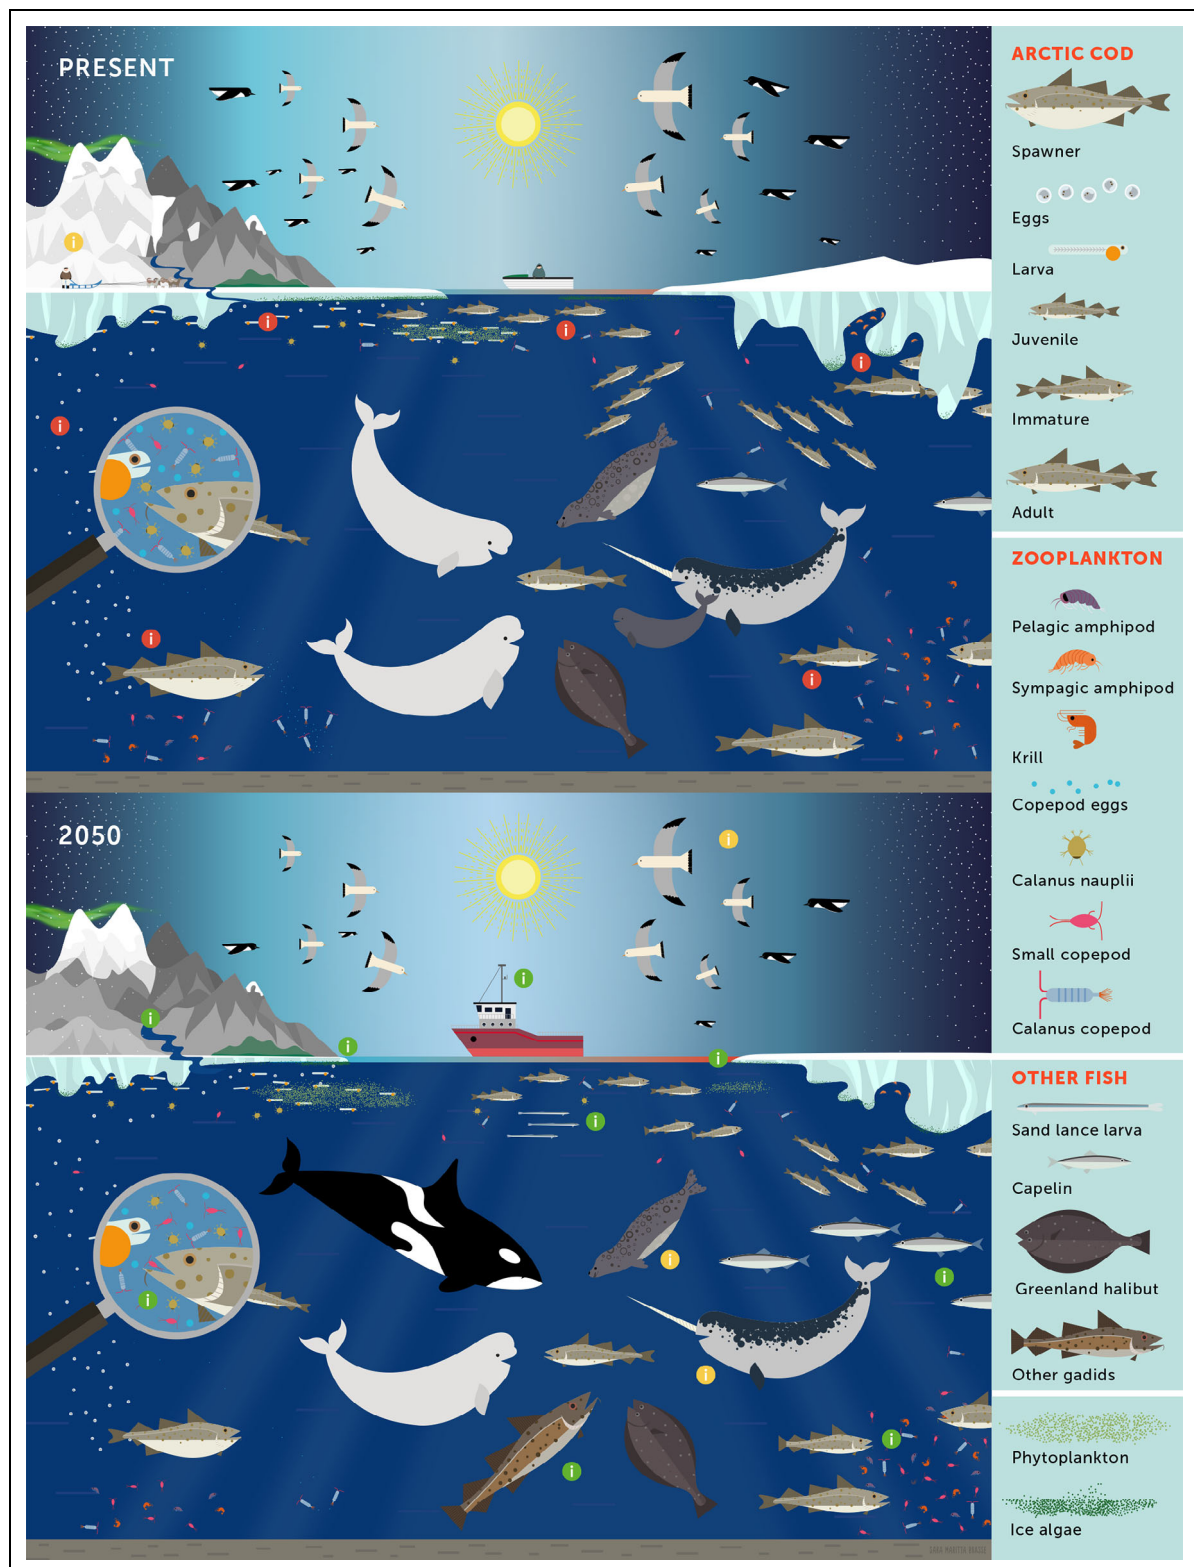 PRESENT
ARCTIC COD
Spawner
Eggs
Larva
Juvenile
Immature
Adult
ZOOPLANKTON
Pelagic amphipod
Sympagic amphipod
Krill
Copepod eggs
Calanus nauplii
Small copepod
Calanus copepod
2050
OTHER FISH
Sand lance larva
Capelin
Greenland halibut
Other gadids
Phytoplankton
Ice algae